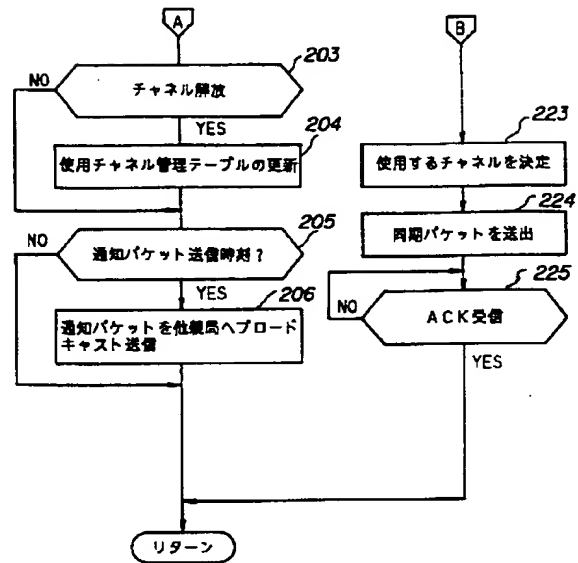 A
203
NO
チャネル解放
YES
204
使用チャネル管理テーブルの更新
205
NO
通知パケット送信時刻?
YES
206
通知パケットを他親局へブロード
キャスト送信
B
223
使用するチャネルを決定
224
同期パケットを送出
225
NO
ACK受信
YES
リターン